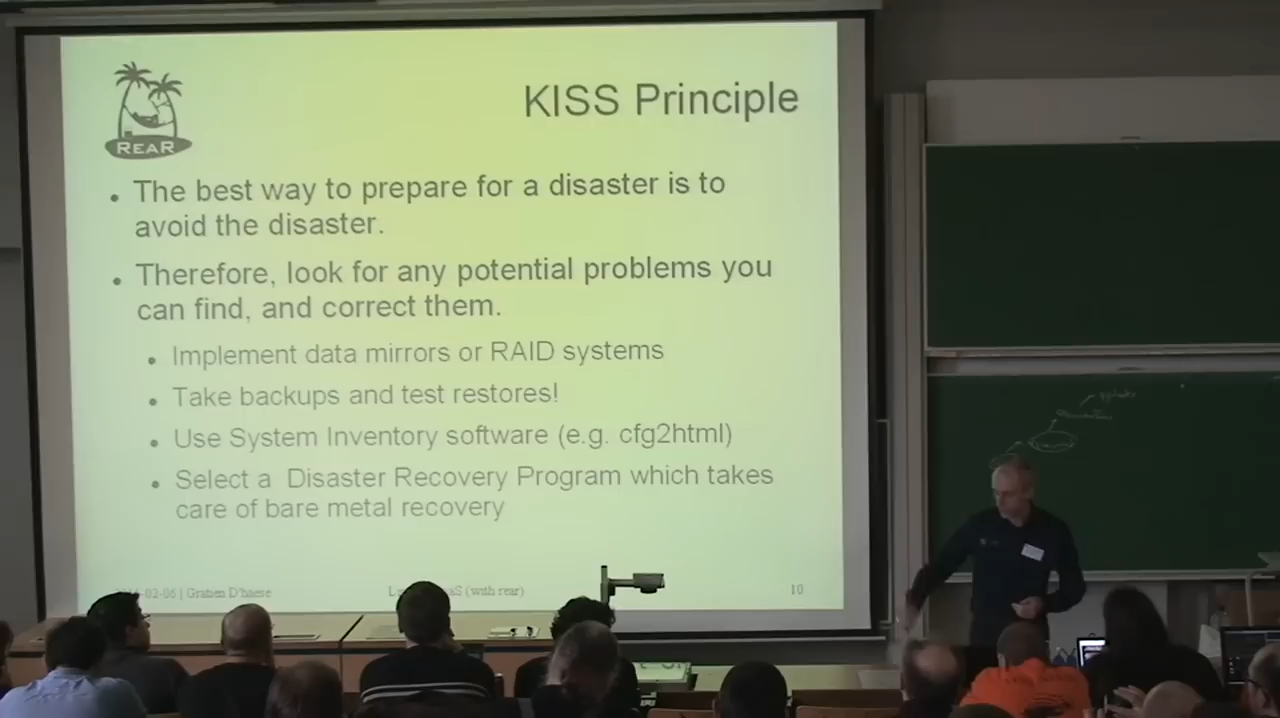 REAR
KISS Principle
The best way to prepare for a disaster is to
avoid the disaster.
Therefore, look for any potential problems you
can find, and correct them.
Implement data mirrors or RAID systems
Take backups and test restores!
Use System Inventory software (e.g. cfg2html)
Select a Disaster Recovery Program which takes
care of bare metal recovery
-02-06 | Gratien D'haese
(with rear)
10